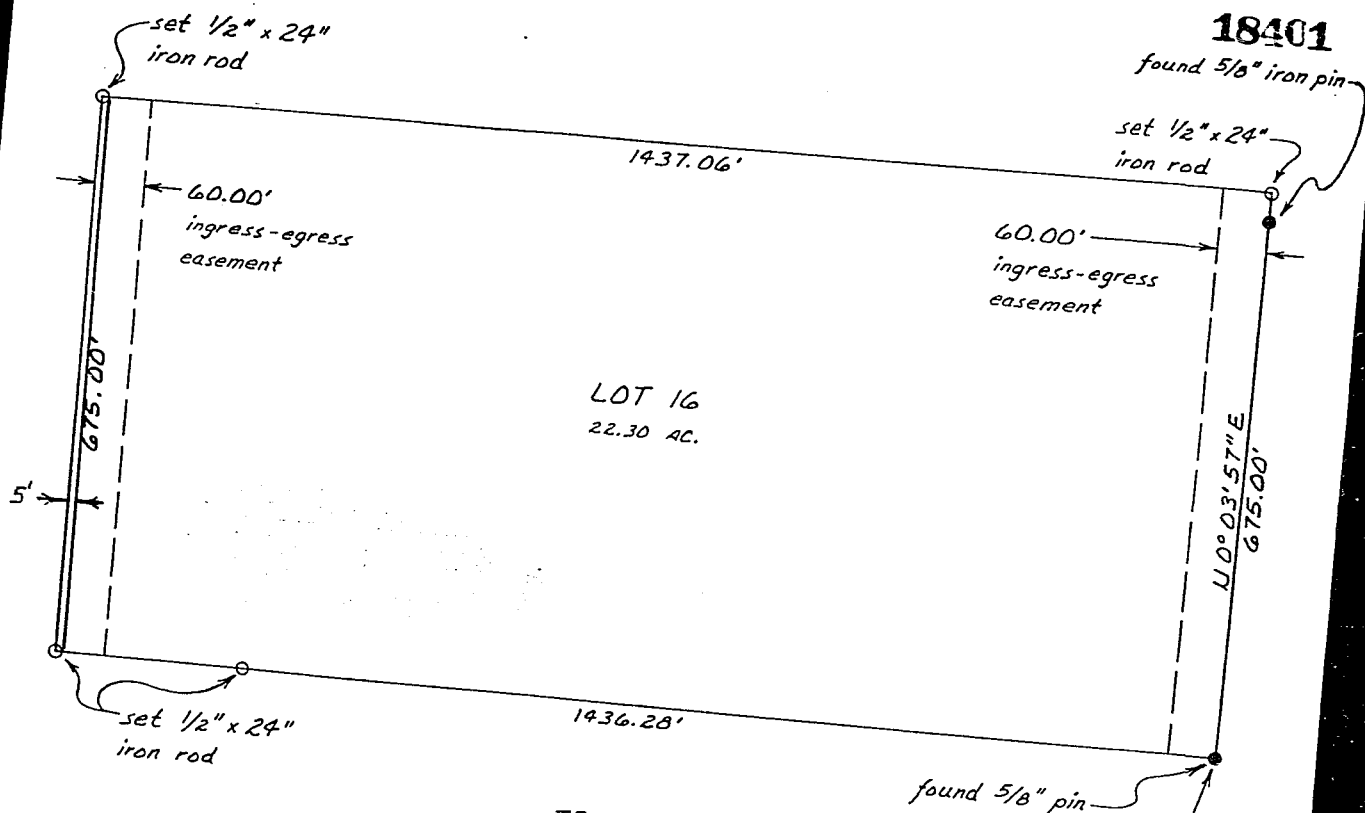 18401
set 1/2" x 24"
iron rod
found 5/8" iron pin
set 1/2" x 24"
iron rod
1437.06'
60.00'
ingress-egress
easement
60.00'
ingress-egress
easement
675.00'
LOT 16
22.30 AC.
N 0° 03' 57" E
675.00'
5'
set 1/2" x 24"
iron rod
1436.28'
found 5/8" pin